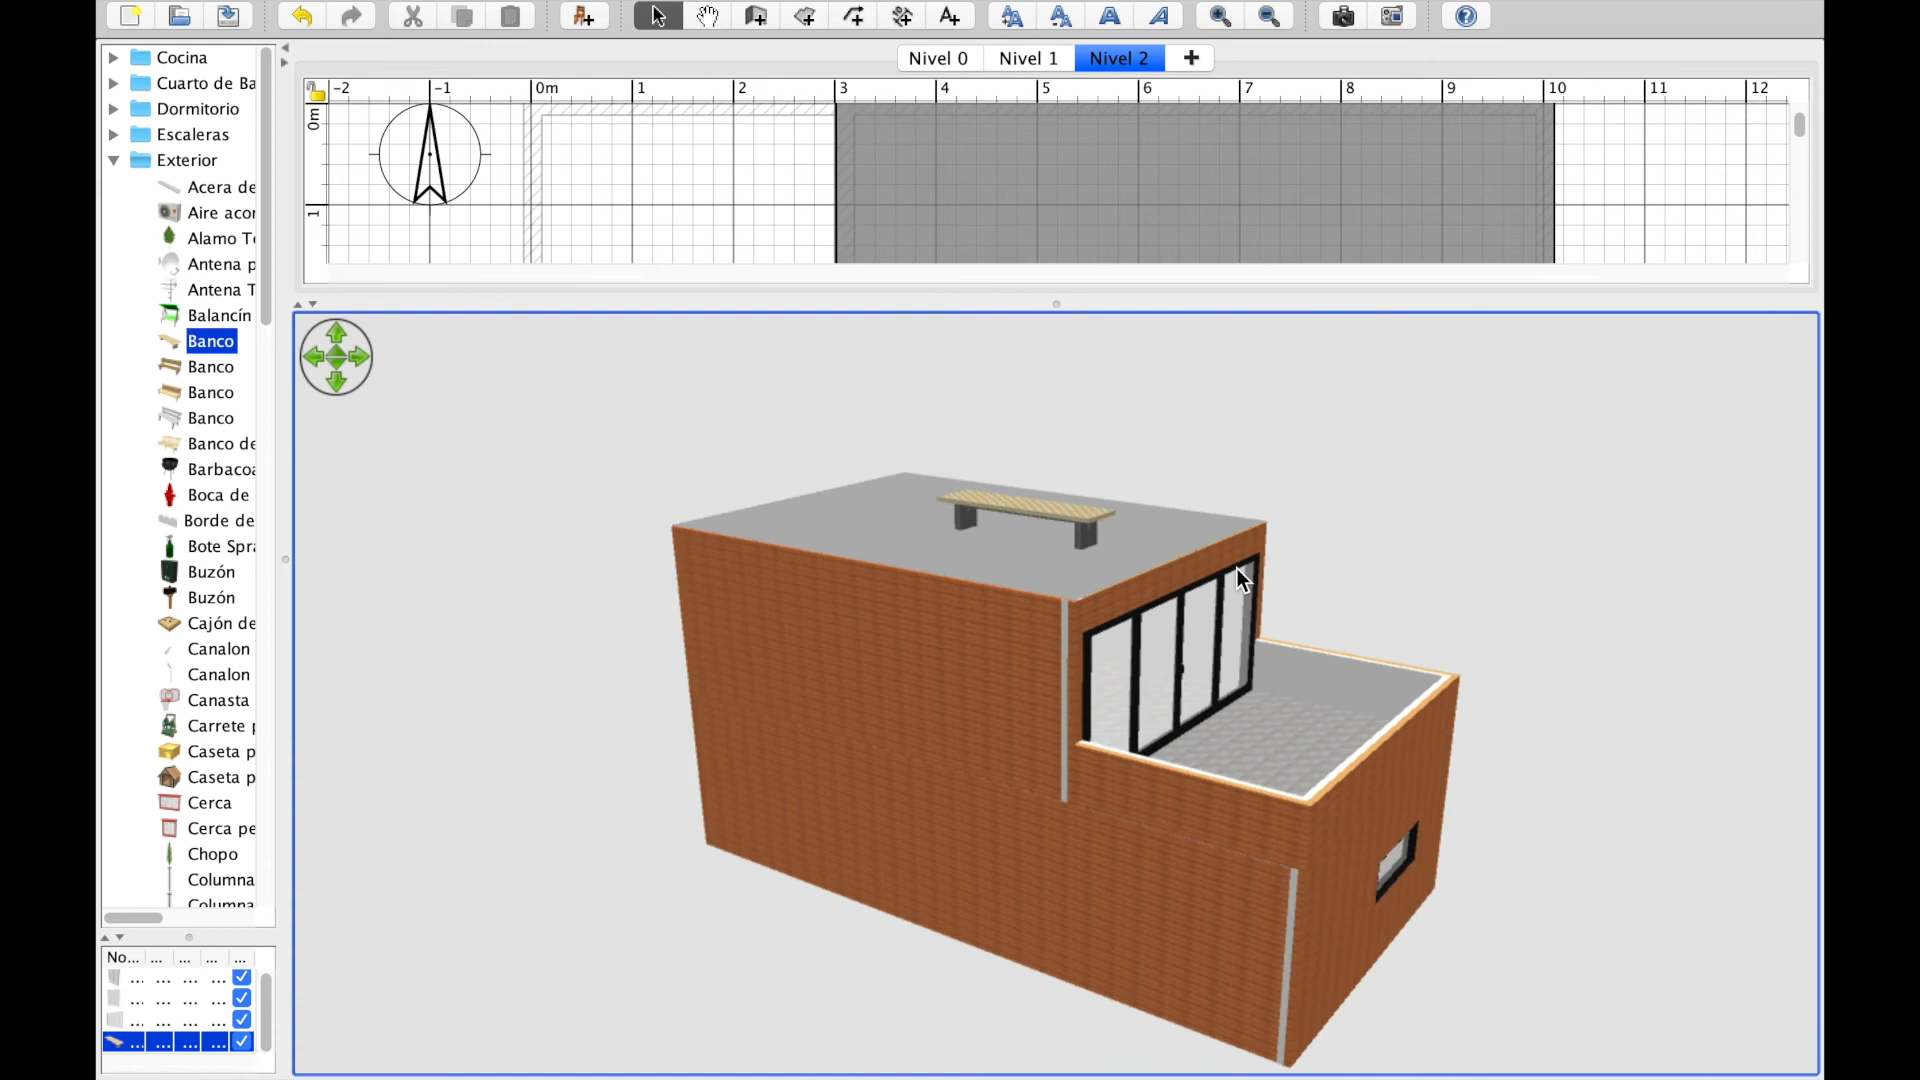 Nivel 0 Nivel 1 Nivel 2 +
-2 -1 0m 1 2 3 4 5 6 7 8 9 10 11 12
0m
1
Cocina
Cuarto de Ba
Dormitorio
Escaleras
Exterior
Acera de
Aire acor
Alamo Te
Antena p
Antena T
Balancín
Banco
Banco
Banco
Banco
Banco de
Barbacoa
Boca de
Borde de
Bote Spra
Buzón
Buzón
Cajón de
Canalon
Canalon
Canasta
Carrete p
Caseta p
Caseta p
Cerca
Cerca pe
Chopo
Columna
Columna
No... ... ... ... ...
... ... ... ...
... ... ... ...
... ... ... ...
... ... ... ...